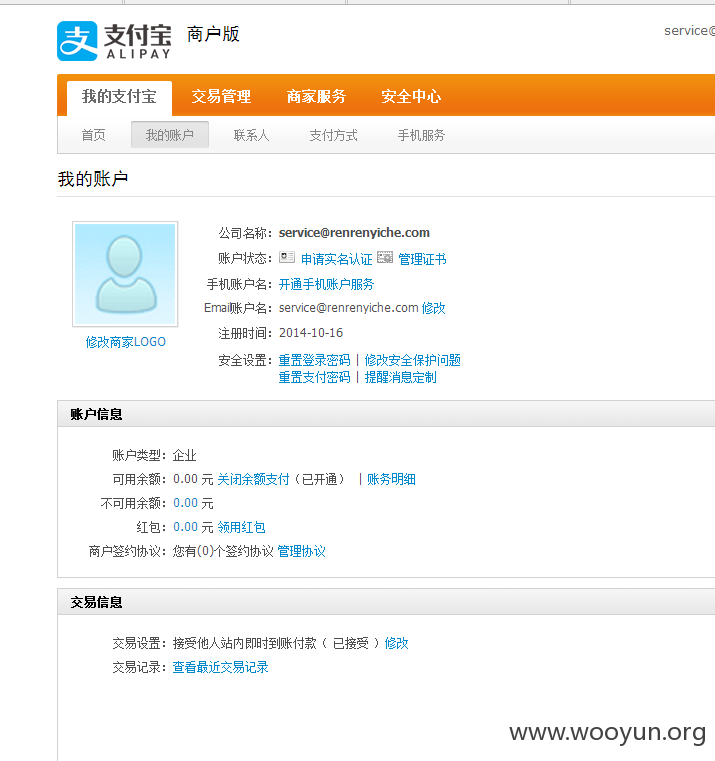 支付宝 商户版 service@
ALIPAY
我的支付宝 交易管理 商家服务 安全中心
首页 我的账户 联系人 支付方式 手机服务
我的账户
公司名称: service@renrenyiche.com
账户状态: 申请实名认证 管理证书
手机账户名: 开通手机账户服务
Email账户名: service@renrenyiche.com 修改
修改商家LOGO
注册时间: 2014-10-16
安全设置: 重置登录密码 | 修改安全保护问题
重置支付密码 | 提醒消息定制
账户信息
账户类型: 企业
可用余额: 0.00 元 关闭余额支付（已开通） | 账务明细
不可用余额: 0.00 元
红包: 0.00 元 领用红包
商户签约协议: 您有(0)个签约协议 管理协议
交易信息
交易设置: 接受他人站内即时到账付款（ 已接受 ）修改
交易记录: 查看最近交易记录
www.wooyun.org